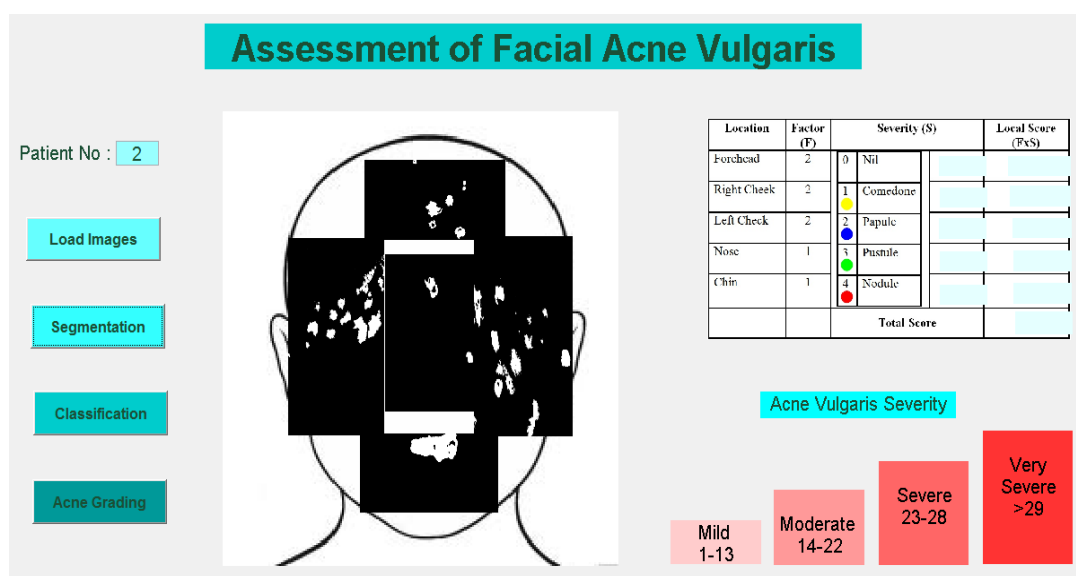 Assessment of Facial Acne Vulgaris
Patient No : 2
Load Images
Segmentation
Classification
Acne Grading
Location Factor (F) Severity (S) Local Score (FxS)
Forehead 2 0 Nil
Right Cheek 2 1 Comedone
Left Cheek 2 2 Papule
Nose 1 3 Pustule
Chin 1 4 Nodule
Total Score
Acne Vulgaris Severity
Mild
1-13
Moderate
14-22
Severe
23-28
Very
Severe
>29